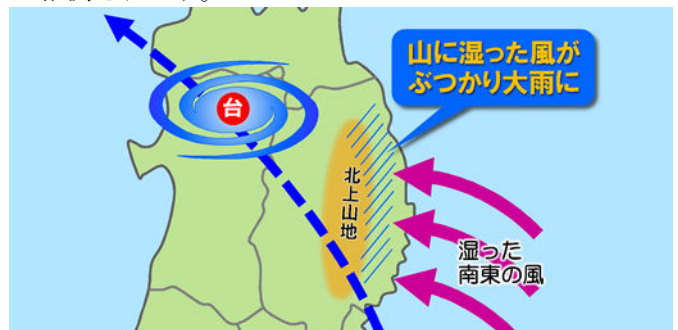 山に湿った風が
ぶつかり大雨に
台
北上山地
湿った
南東の風